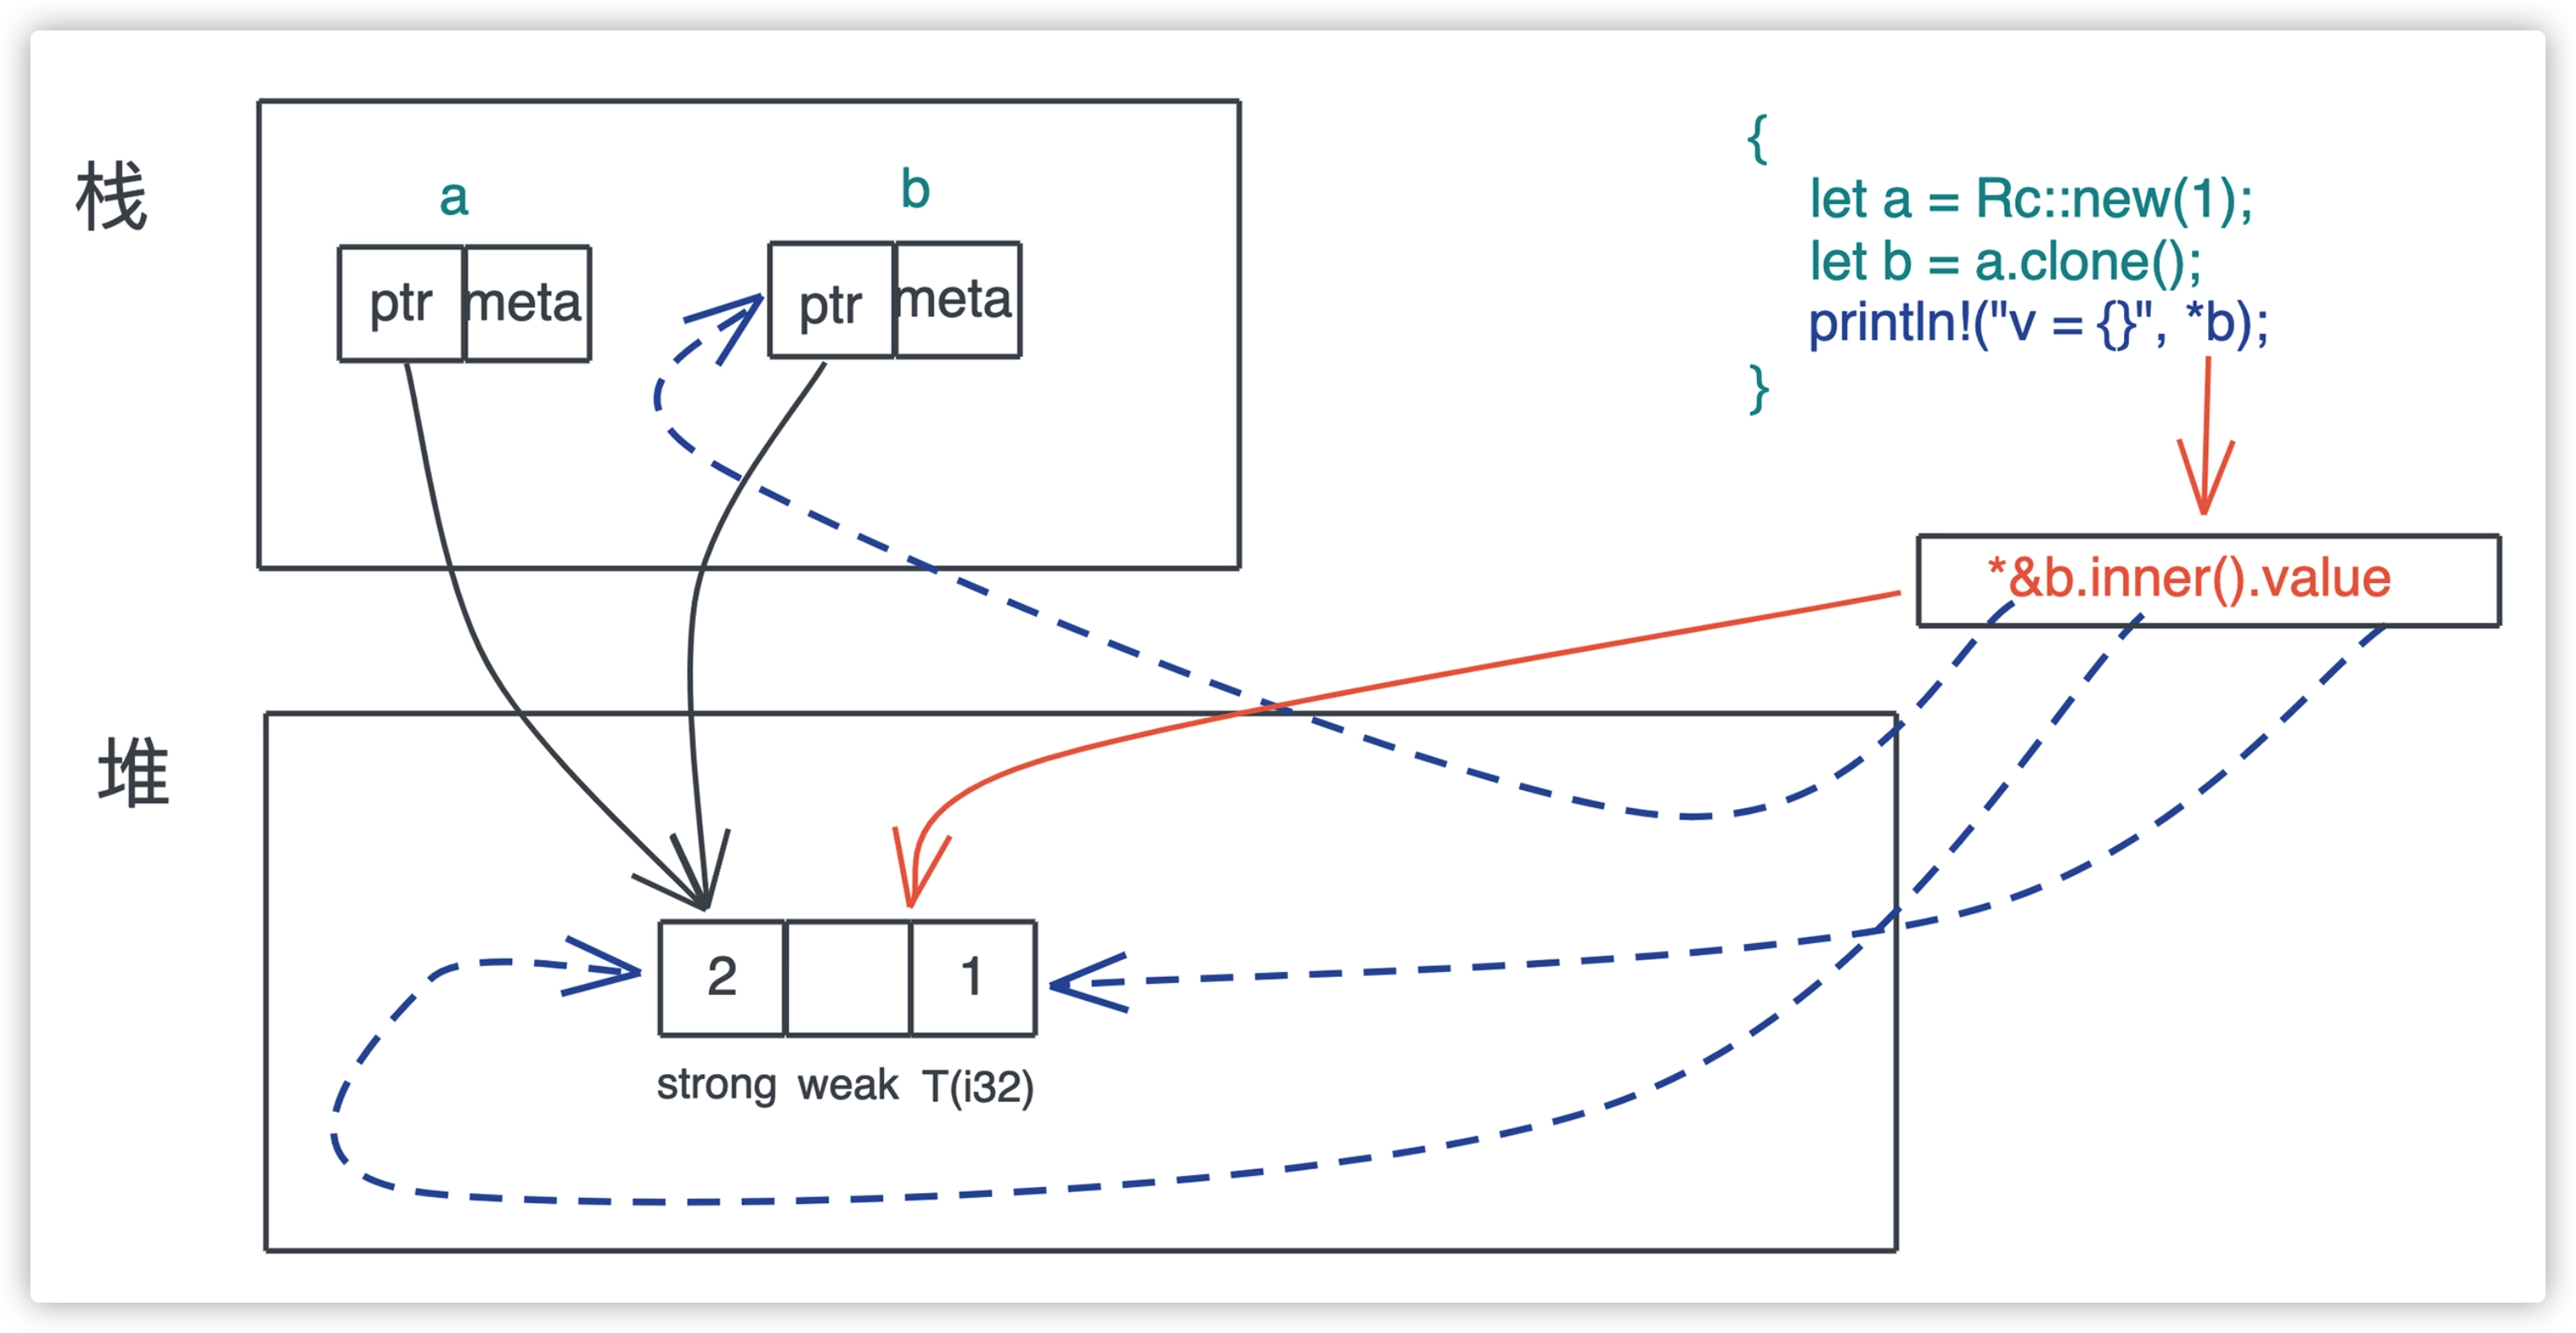 栈
a
b
ptr meta
ptr meta
{
let a = Rc::new(1);
let b = a.clone();
println!("v = {}", *b);
}
*&b.inner().value
堆
2 1
strong weak T(i32)